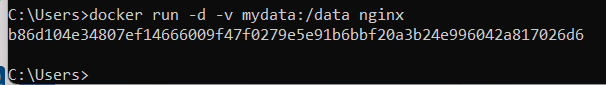 C:\Users>docker run -d -v mydata:/data nginx
b86d104e34807ef14666009f47f0279e5e91b6bbf20a3b24e996042a817026d6
C:\Users>